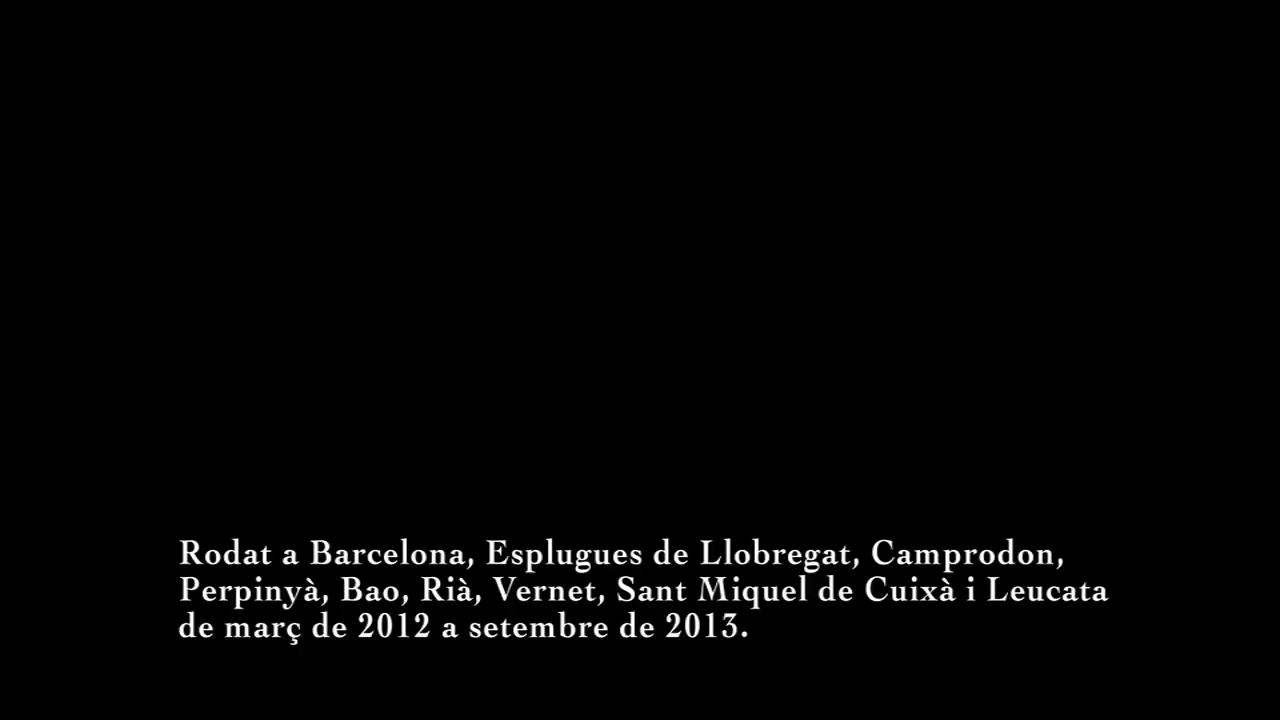 Rodat a Barcelona, Esplugues de Llobregat, Camprodon,
Perpinyà, Bao, Rià, Vernet, Sant Miquel de Cuixà i Leucata
de març de 2012 a setembre de 2013.